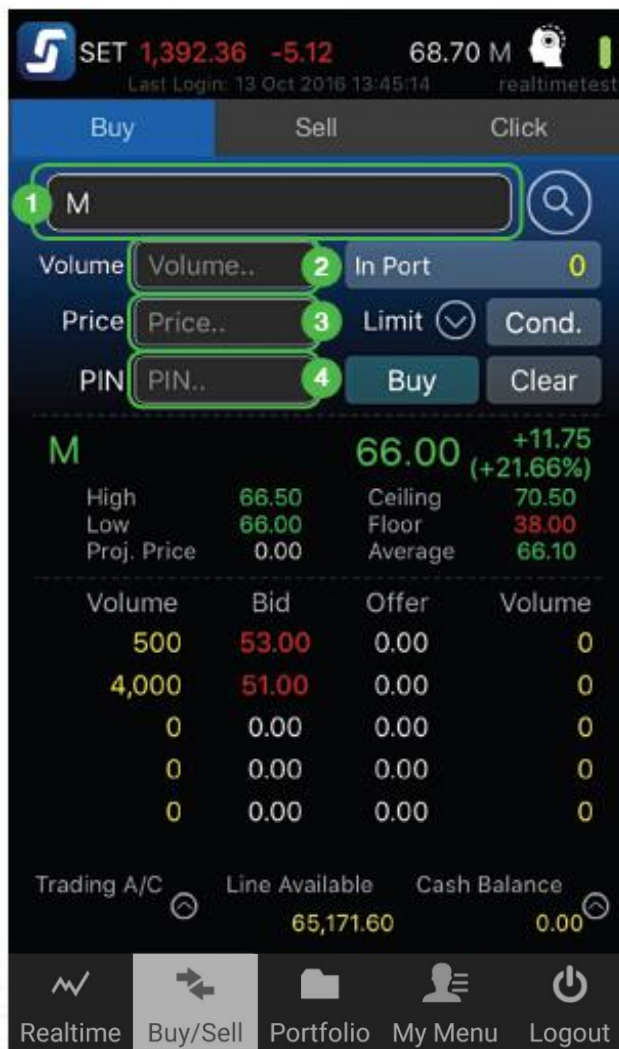 SET 1,392.36 -5.12 68.70 M
Last Login: 13 Oct 2016 13:45:14 realtimetest
Buy Sell Click
1 M
Volume Volume.. 2 In Port 0
Price Price.. 3 Limit Cond.
PIN PIN.. 4 Buy Clear
M 66.00 +11.75
(+21.66%)
High 66.50 Ceiling 70.50
Low 66.00 Floor 38.00
Proj. Price 0.00 Average 66.10
Volume Bid Offer Volume
500 53.00 0.00 0
4,000 51.00 0.00 0
0 0.00 0.00 0
0 0.00 0.00 0
0 0.00 0.00 0
Trading A/C Line Available Cash Balance
65,171.60 0.00
Realtime Buy/Sell Portfolio My Menu Logout